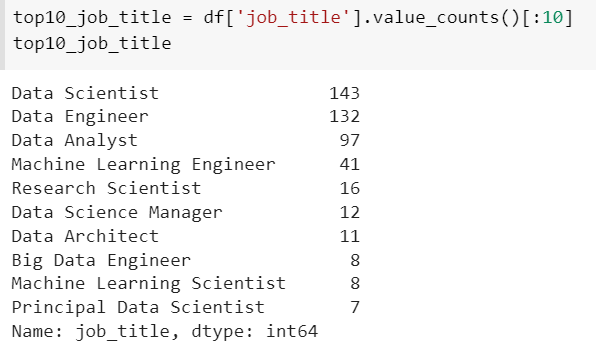 top10_job_title = df['job_title'].value_counts()[:10]
top10_job_title
Data Scientist 143
Data Engineer 132
Data Analyst 97
Machine Learning Engineer 41
Research Scientist 16
Data Science Manager 12
Data Architect 11
Big Data Engineer 8
Machine Learning Scientist 8
Principal Data Scientist 7
Name: job_title, dtype: int64